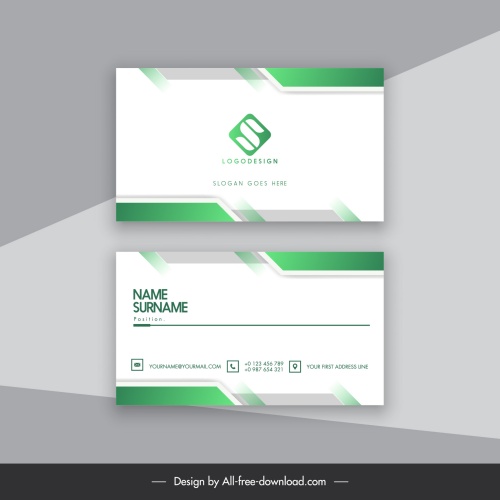 LOGODESIGN
SLOGAN GOES HERE
NAME
SURNAME
Position:
YOURNAME@YOURMAIL.COM
+0 123 456 789
+0 987 654 321
YOUR FIRST ADDRESS LINE
Design by All-free-download.com